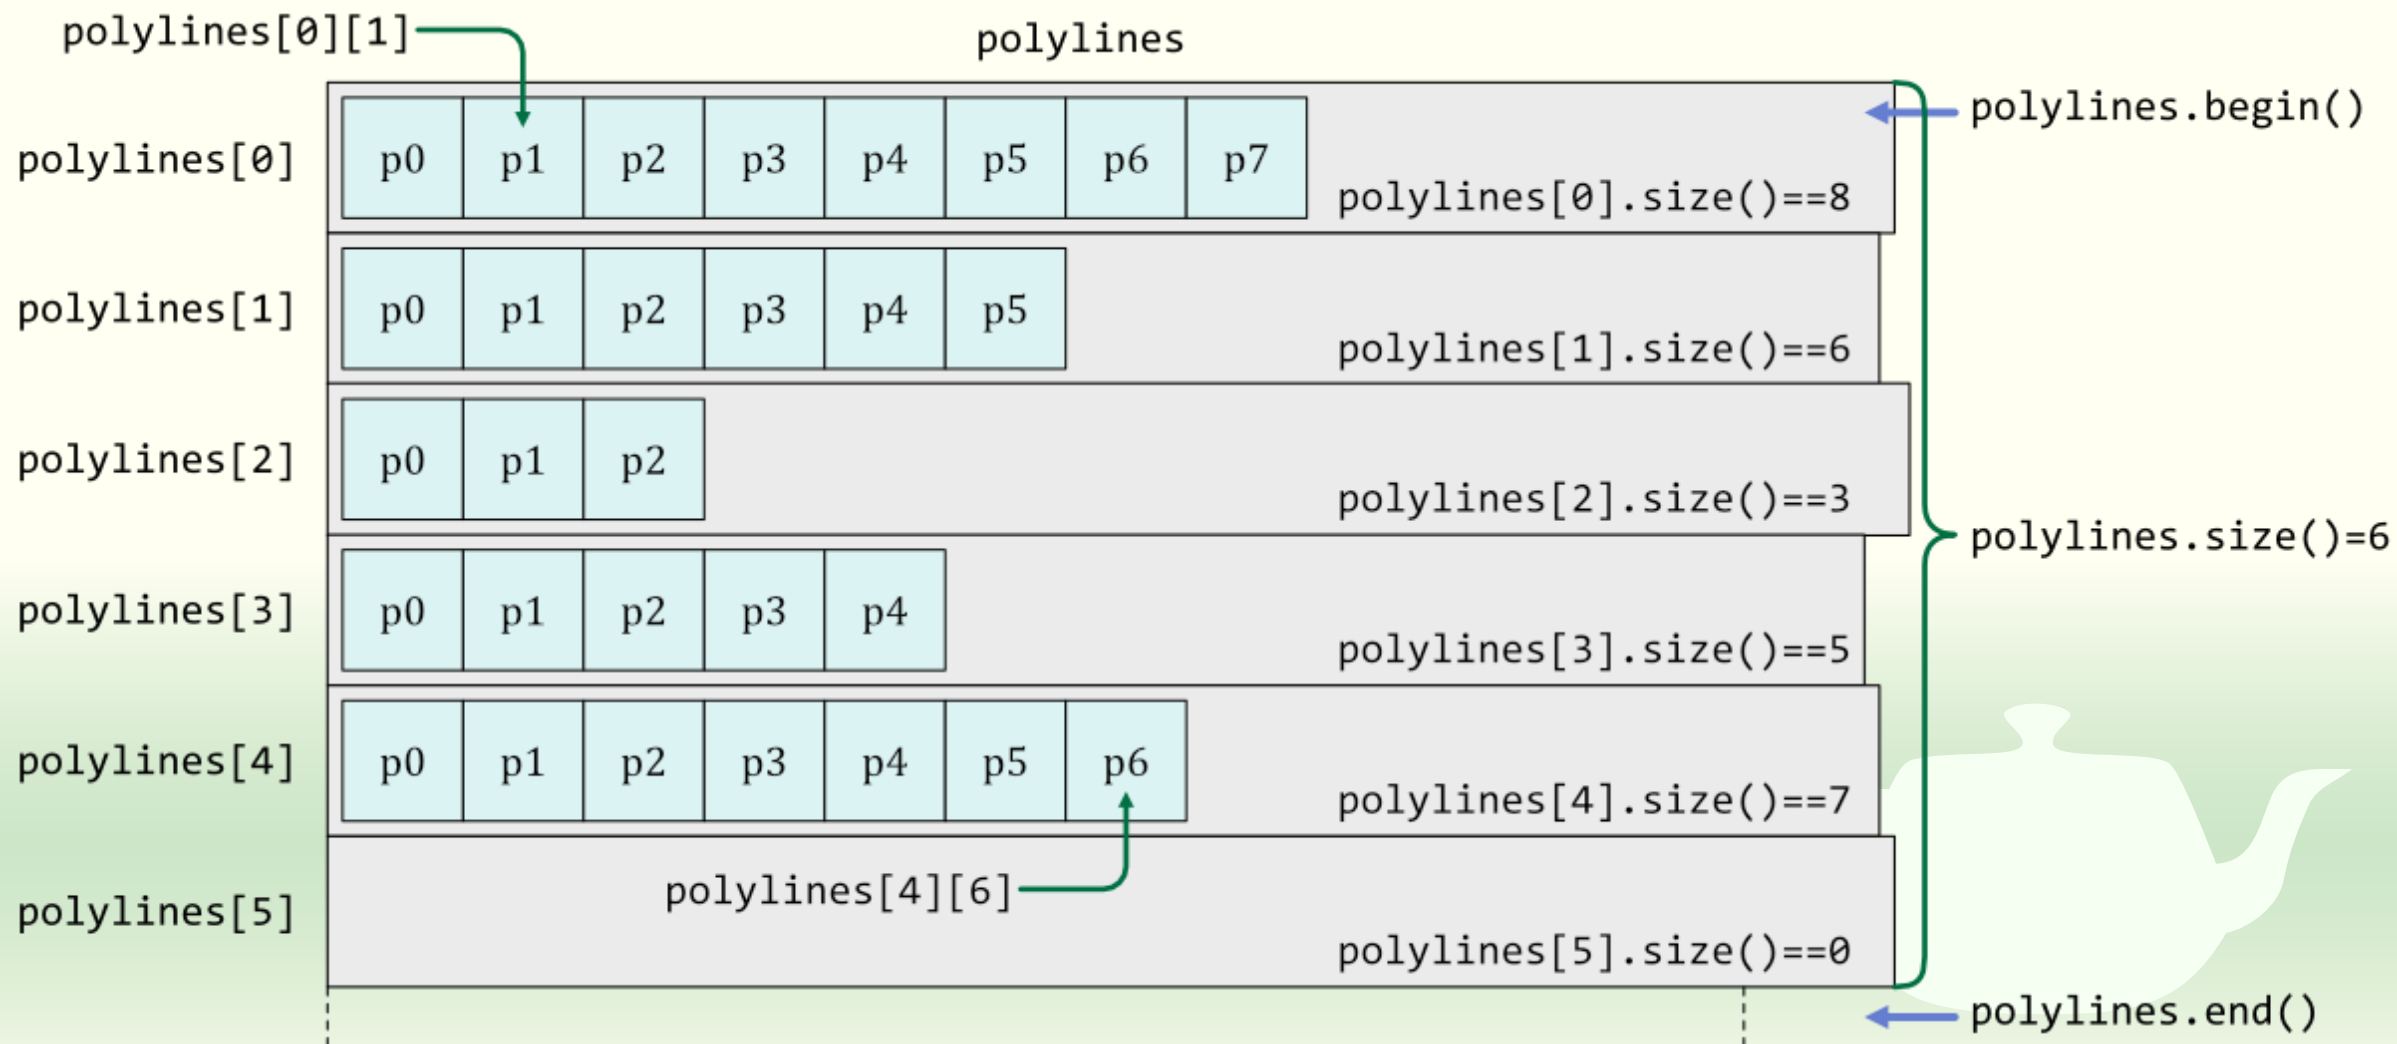 polylines[0][1]
polylines
polylines.begin()
polylines[0]
p0 p1 p2 p3 p4 p5 p6 p7
polylines[0].size()==8
polylines[1]
p0 p1 p2 p3 p4 p5
polylines[1].size()==6
polylines[2]
p0 p1 p2
polylines[2].size()==3
polylines.size()=6
polylines[3]
p0 p1 p2 p3 p4
polylines[3].size()==5
polylines[4]
p0 p1 p2 p3 p4 p5 p6
polylines[4].size()==7
polylines[5]
polylines[4][6]
polylines[5].size()==0
polylines.end()